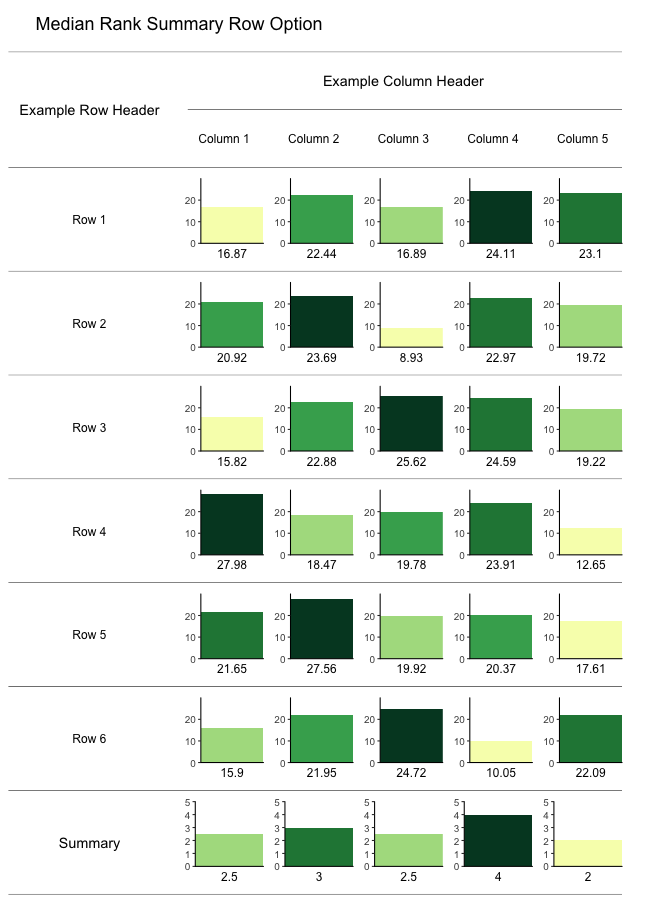 Median Rank Summary Row Option
Example Column Header
Example Row Header
Column 1 Column 2 Column 3 Column 4 Column 5
20 20 20 20 20
Row 1
10 10 10 10 10
0 0 0 0 0
16.87 22.44 16.89 24.11 23.1
20 20 20 20 20
Row 2
10 10 10 10 10
0 0 0 0 0
20.92 23.69 8.93 22.97 19.72
20 20 20 20 20
Row 3
10 10 10 10 10
0 0 0 0 0
15.82 22.88 25.62 24.59 19.22
20 20 20 20 20
Row 4
10 10 10 10 10
0 0 0 0 0
27.98 18.47 19.78 23.91 12.65
20 20 20 20 20
Row 5
10 10 10 10 10
0 0 0 0 0
21.65 27.56 19.92 20.37 17.61
20 20 20 20 20
Row 6
10 10 10 10 10
0 0 0 0 0
15.9 21.95 24.72 10.05 22.09
5 5 5 5 5
4 4 4 4 4
3 3 3 3 3
Summary
2 2 2 2 2
1 1 1 1 1
0 0 0 0 0
2.5 3 2.5 4 2